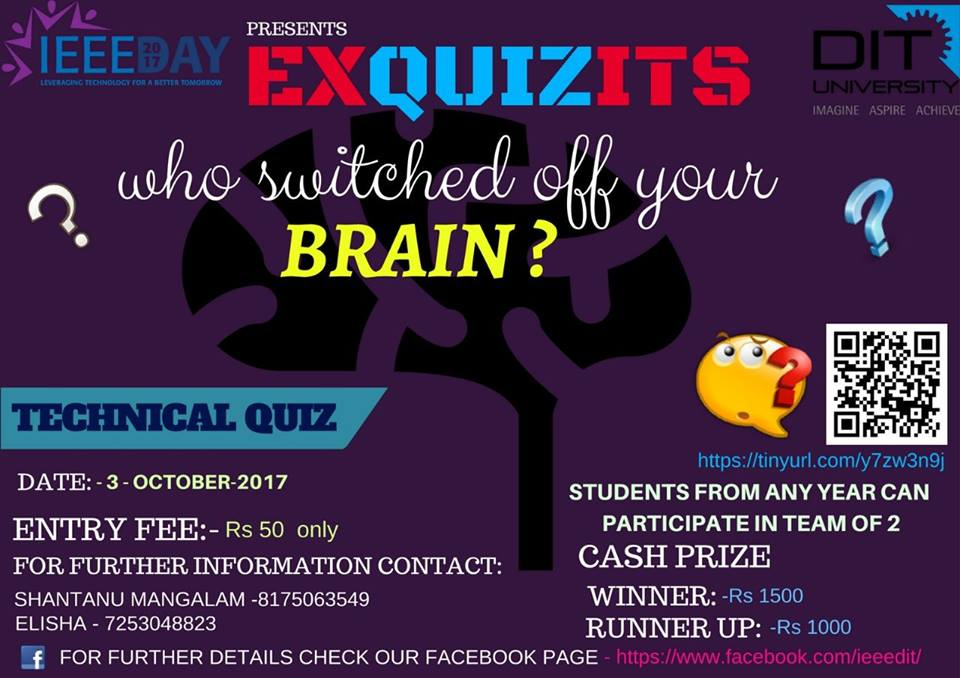 IEEE DAY 2017
LEVERAGING TECHNOLOGY FOR A BETTER TOMORROW
PRESENTS
EXQUIZITS
DIT
UNIVERSITY
IMAGINE ASPIRE ACHIEVE
who switched off your
BRAIN ?
TECHNICAL QUIZ
DATE: - 3 - OCTOBER-2017
ENTRY FEE:- Rs 50 only
FOR FURTHER INFORMATION CONTACT:
SHANTANU MANGALAM -8175063549
ELISHA - 7253048823
https://tinyurl.com/y7zw3n9j
STUDENTS FROM ANY YEAR CAN
PARTICIPATE IN TEAM OF 2
CASH PRIZE
WINNER: -Rs 1500
RUNNER UP: -Rs 1000
f FOR FURTHER DETAILS CHECK OUR FACEBOOK PAGE - https://www.facebook.com/ieeedit/